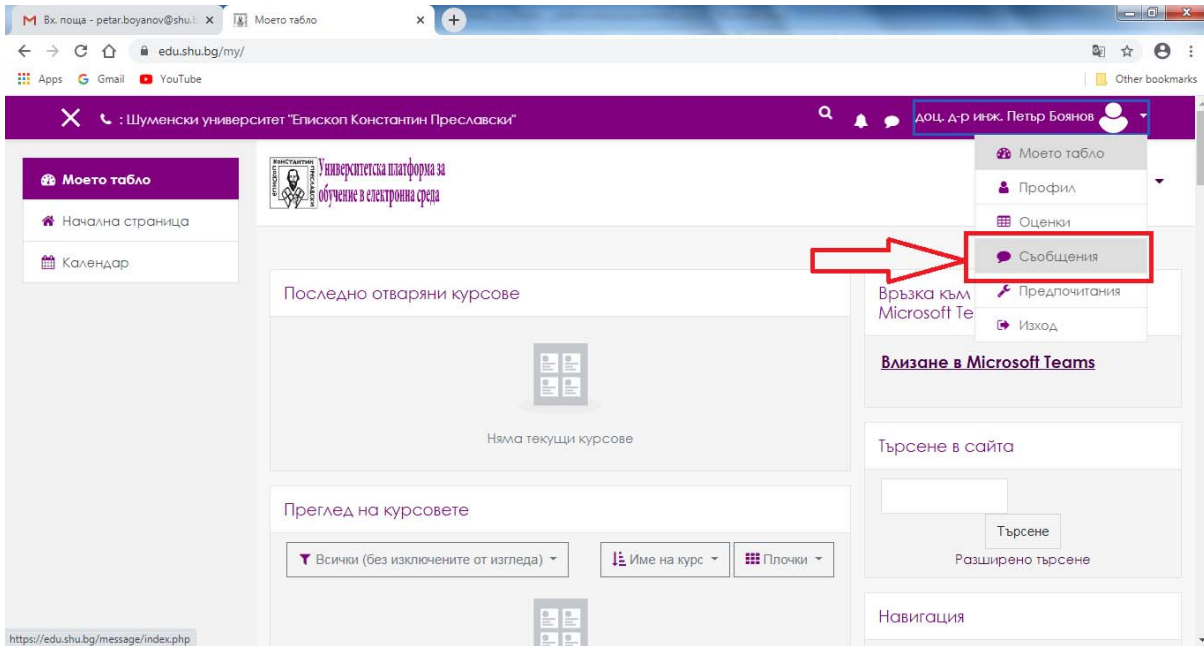 Вх. поща - petar.boyanov@shu.b
Моето табло
edu.shu.bg/my/
Apps Gmail YouTube Other bookmarks
: Шуменски университет "Епископ Константин Преславски"
доц. д-р инж. Петър Боянов
Моето табло
Начална страница
Календар
Университетска платформа за
обучение в електронна среда
Моето табло
Профил
Оценки
Съобщения
Предпочитания
Изход
Последно отваряни курсове
Няма текущи курсове
Преглед на курсовете
Всички (без изключените от изгледа) Име на курс Плочки
Връзка към
Microsoft Te
Влизане в Microsoft Teams
Търсене в сайта
Търсене
Разширено търсене
Навигация
https://edu.shu.bg/message/index.php